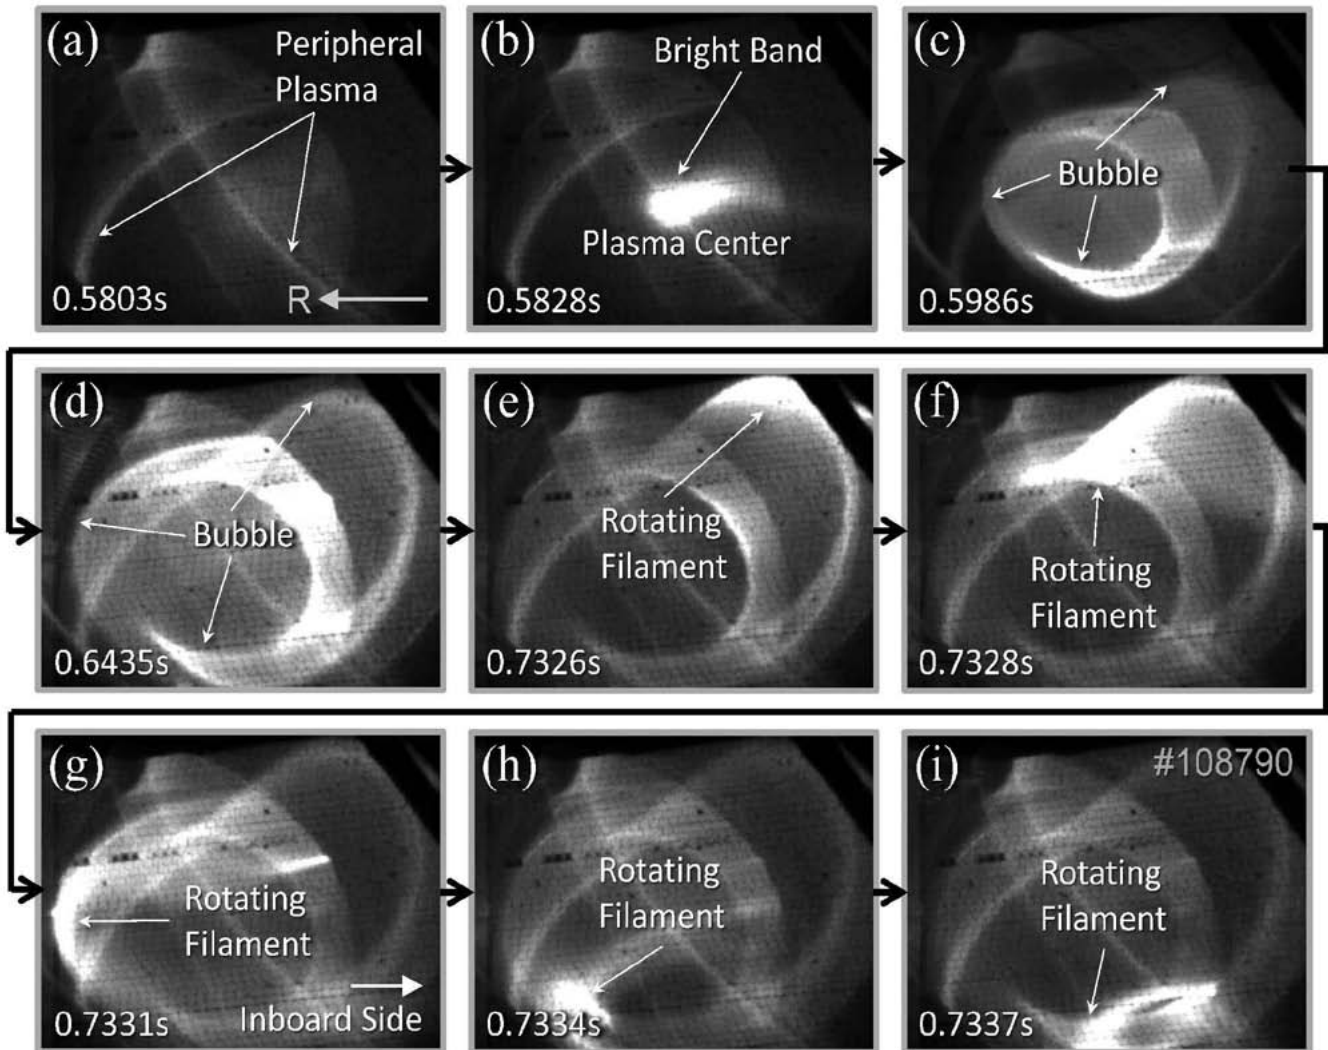 (a)
Peripheral
Plasma
0.5803s
R
(b)
Bright Band
Plasma Center
0.5828s
(c)
Bubble
0.5986s
(d)
Bubble
0.6435s
(e)
Rotating
Filament
0.7326s
(f)
Rotating
Filament
0.7328s
(g)
Rotating
Filament
Inboard Side
0.7331s
(h)
Rotating
Filament
0.7334s
(i)
#108790
Rotating
Filament
0.7337s